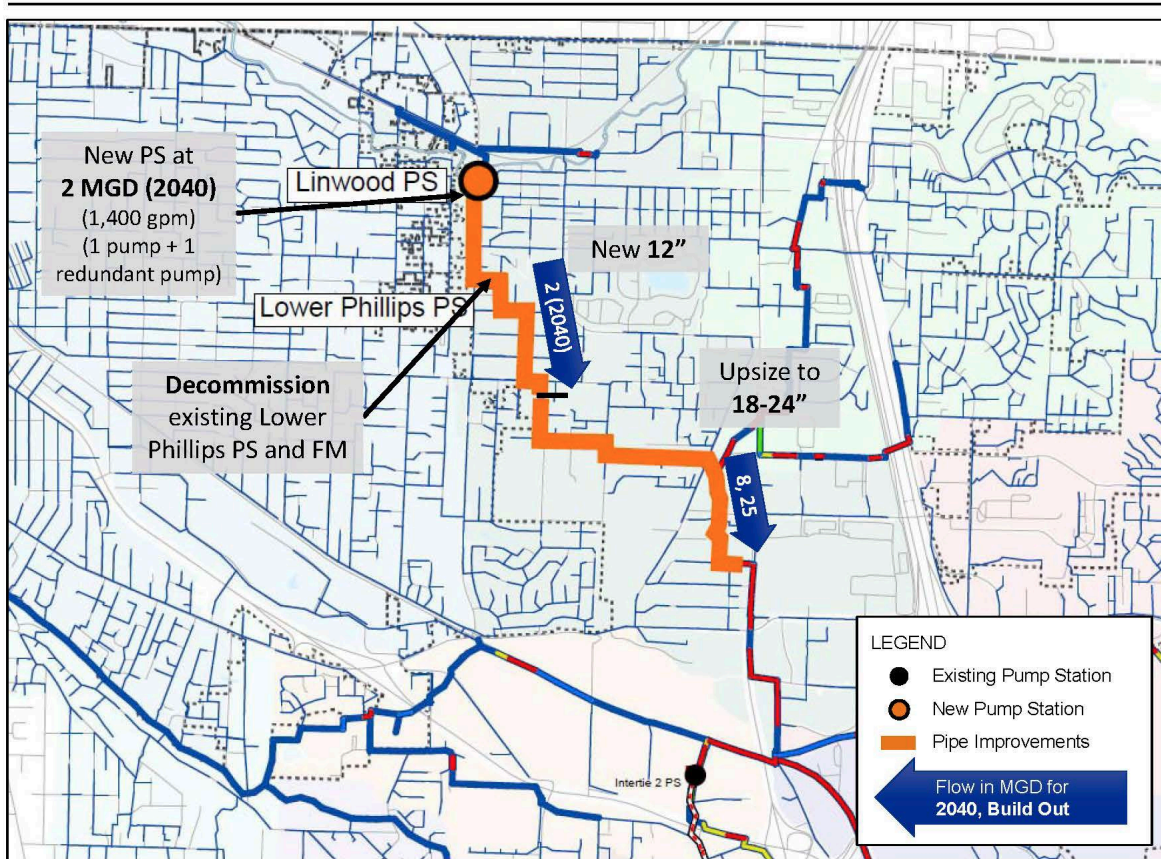 New PS at
2 MGD (2040)
(1,400 gpm)
(1 pump + 1
redundant pump)
Linwood PS
New 12”
2 (2040)
Lower Phillips PS
Decommission
existing Lower
Phillips PS and FM
Upsize to
18-24”
8, 25
Intertie 2 PS
LEGEND
Existing Pump Station
New Pump Station
Pipe Improvements
Flow in MGD for
2040, Build Out